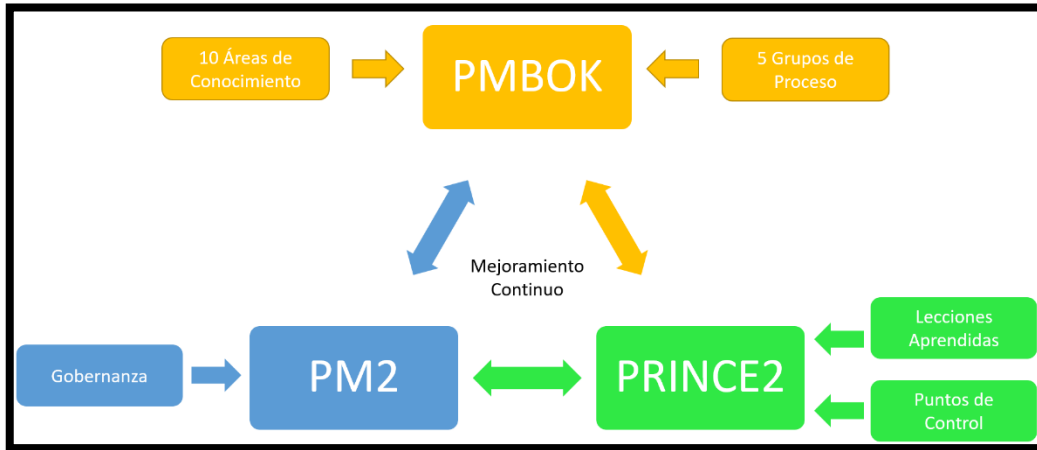 10 Áreas de
Conocimiento
PMBOK
5 Grupos de
Proceso
Mejoramiento
Continuo
Gobernanza
PM2
PRINCE2
Lecciones
Aprendidas
Puntos de
Control